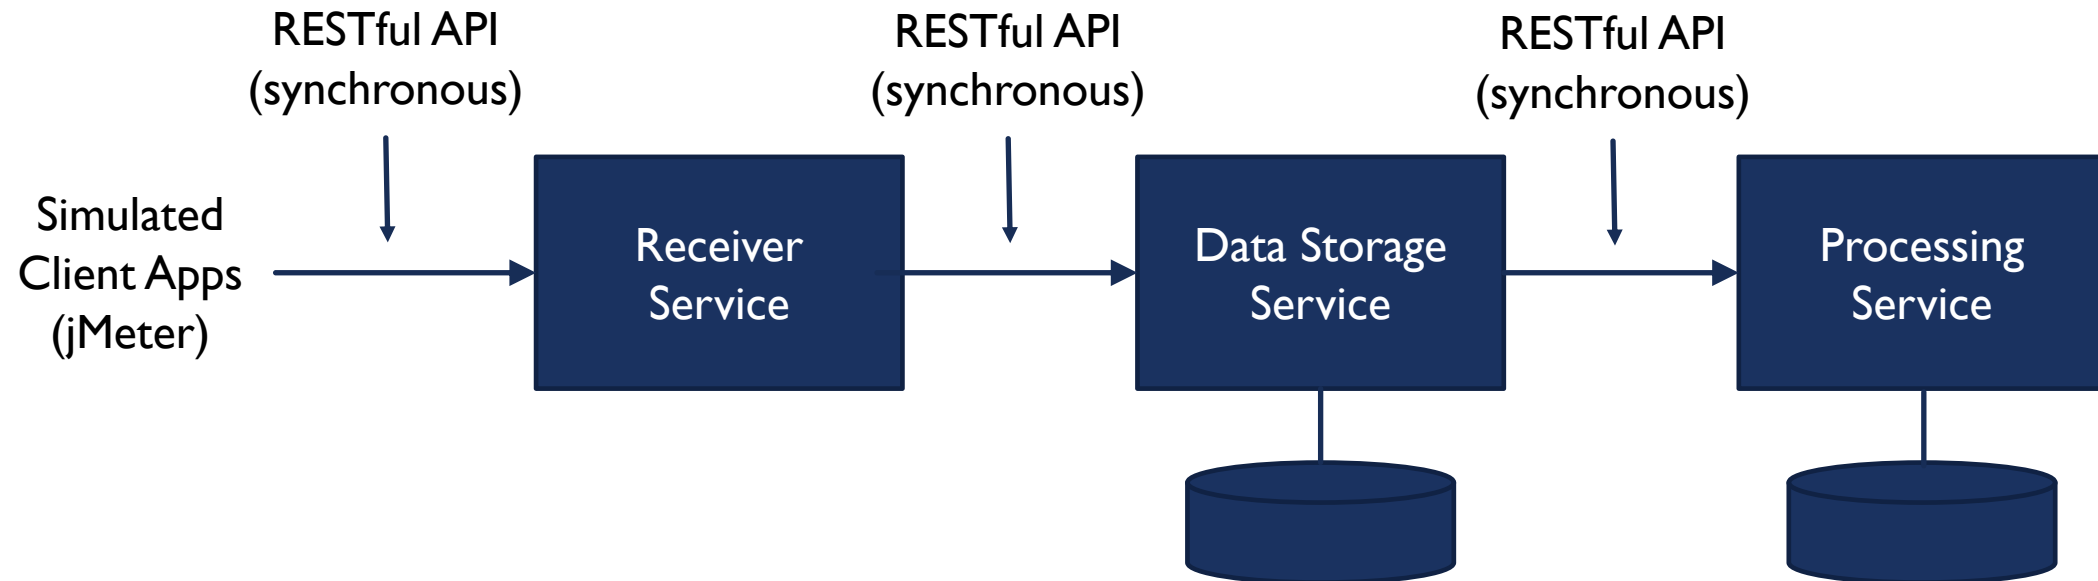 RESTful API
(synchronous)
RESTful API
(synchronous)
RESTful API
(synchronous)
Simulated
Client Apps
(jMeter)
Receiver
Service
Data Storage
Service
Processing
Service